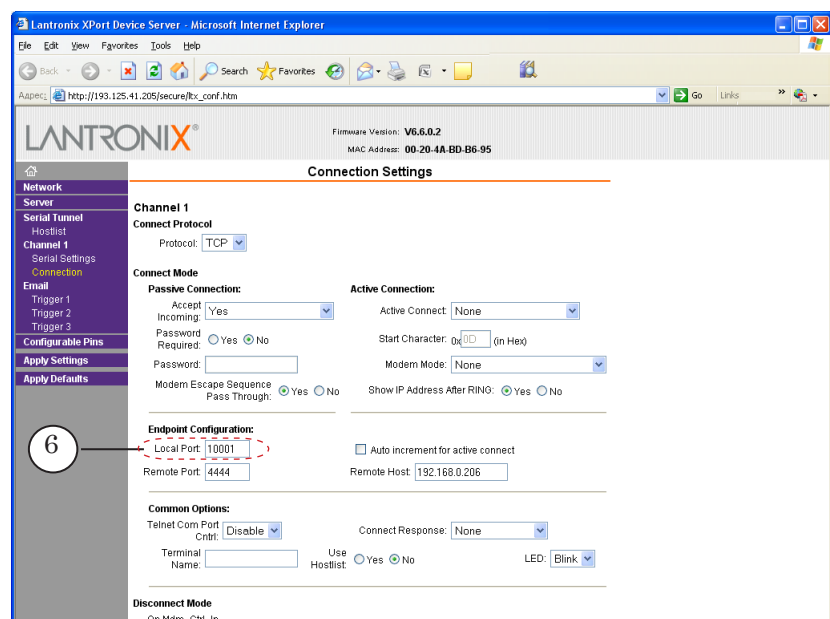 Lantronix XPort Device Server - Microsoft Internet Explorer
File Edit View Favorites Tools Help
Back Search Favorites
Адрес: http://193.125.41.205/secure/ltx_conf.htm Go Links »
LANTRONIX®
Firmware Version: V6.6.0.2
MAC Address: 00-20-4A-BD-B6-95
Network
Server
Serial Tunnel
Hostlist
Channel 1
Serial Settings
Connection
Email
Trigger 1
Trigger 2
Trigger 3
Configurable Pins
Apply Settings
Apply Defaults
6
Connection Settings
Channel 1
Connect Protocol
Protocol: TCP
Connect Mode
Passive Connection: Active Connection:
Accept Incoming: Yes Active Connect: None
Password Required: Yes No Start Character: 0x 0D (in Hex)
Password: Modem Mode: None
Modem Escape Sequence Pass Through: Yes No Show IP Address After RING: Yes No
Endpoint Configuration:
Local Port: 10001 Auto increment for active connect
Remote Port: 4444 Remote Host: 192.168.0.206
Common Options:
Telnet Com Port Cntrl: Disable Connect Response: None
Terminal Name: Use Hostlist: Yes No LED: Blink
Disconnect Mode